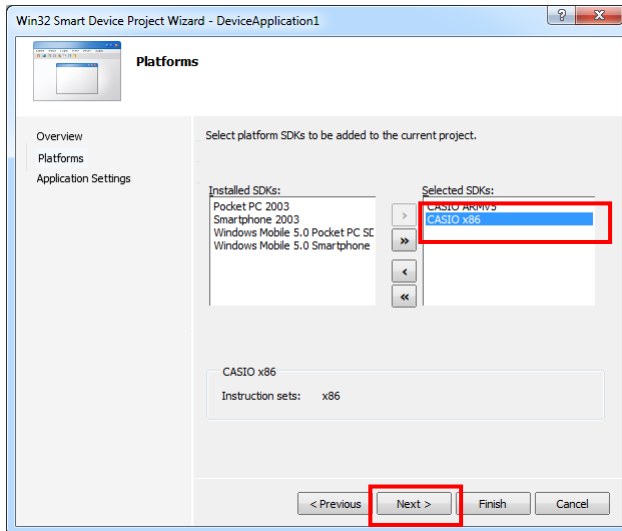 Win32 Smart Device Project Wizard - DeviceApplication1
Platforms
Overview
Platforms
Application Settings
Select platform SDKs to be added to the current project.
Installed SDKs:
Pocket PC 2003
Smartphone 2003
Windows Mobile 5.0 Pocket PC SD
Windows Mobile 5.0 Smartphone
>
»
<
«
Selected SDKs:
CASIO ARMV5
CASIO x86
CASIO x86
Instruction sets: x86
< Previous
Next >
Finish
Cancel